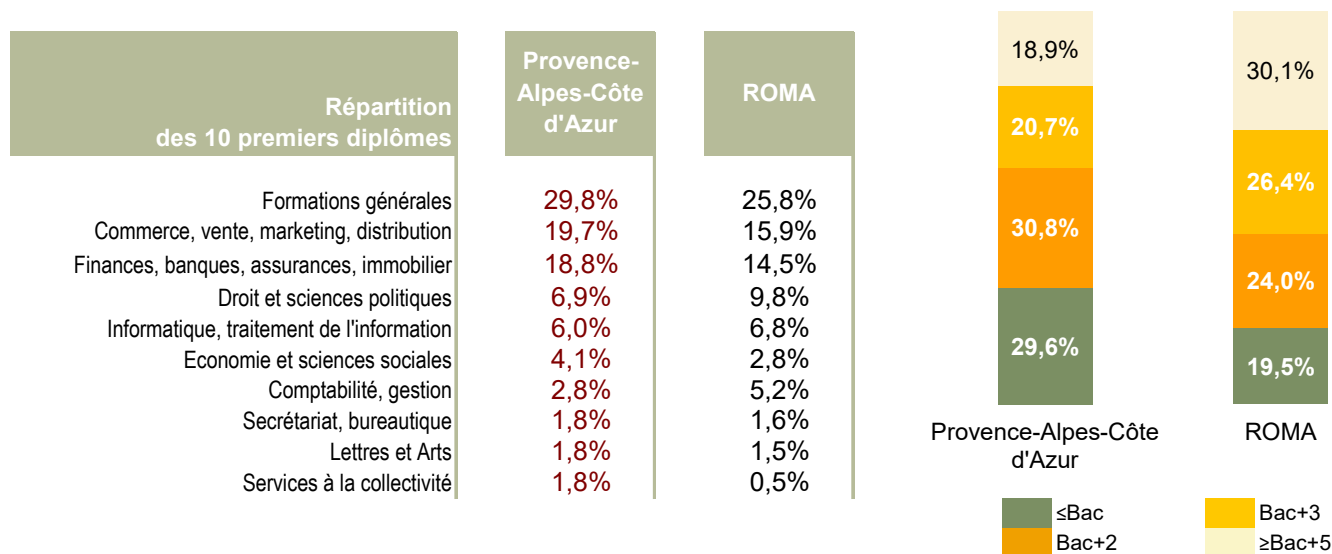 Répartition
des 10 premiers diplômes
Provence-
Alpes-Côte
d'Azur
ROMA
Formations générales 29,8% 25,8%
Commerce, vente, marketing, distribution 19,7% 15,9%
Finances, banques, assurances, immobilier 18,8% 14,5%
Droit et sciences politiques 6,9% 9,8%
Informatique, traitement de l'information 6,0% 6,8%
Economie et sciences sociales 4,1% 2,8%
Comptabilité, gestion 2,8% 5,2%
Secrétariat, bureautique 1,8% 1,6%
Lettres et Arts 1,8% 1,5%
Services à la collectivité 1,8% 0,5%
18,9%
20,7%
30,8%
29,6%
Provence-Alpes-Côte
d'Azur
30,1%
26,4%
24,0%
19,5%
ROMA
≤Bac
Bac+2
Bac+3
≥Bac+5